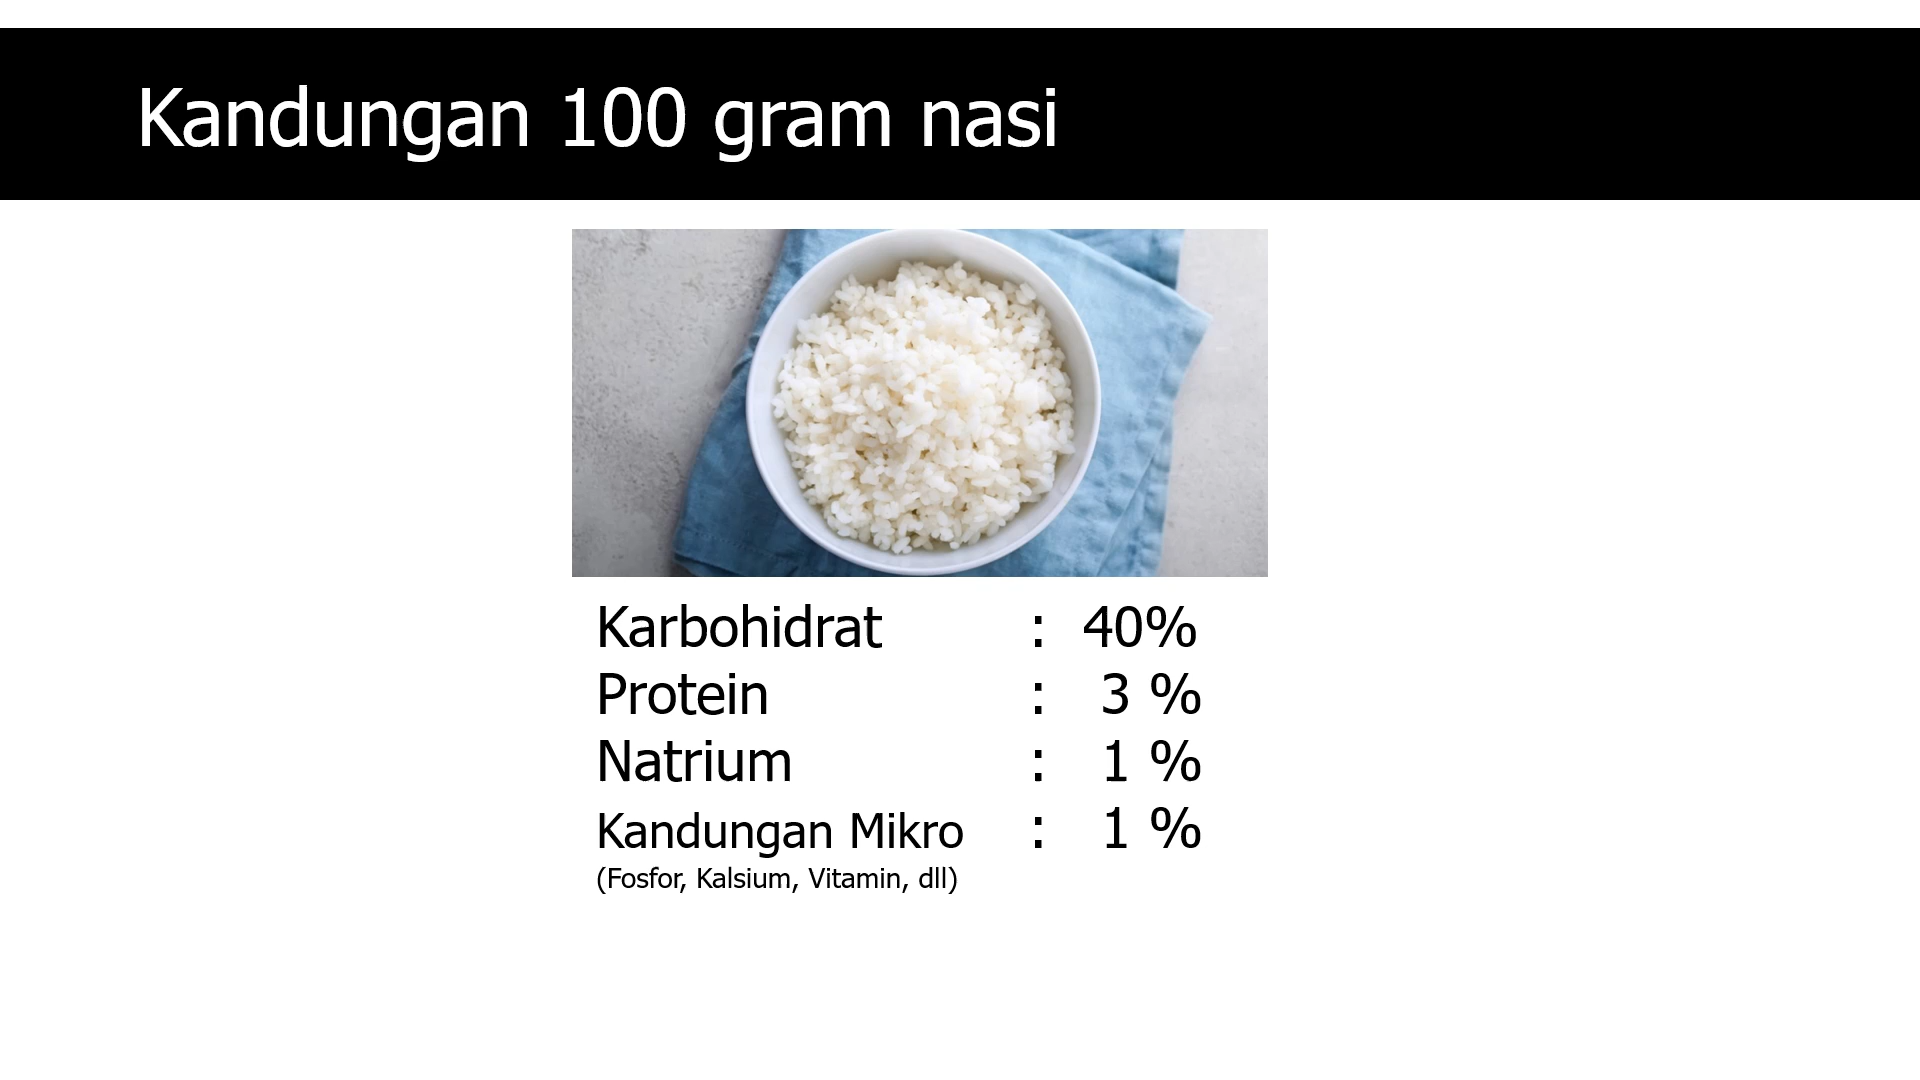 Kandungan 100 gram nasi
Karbohidrat : 40%
Protein : 3 %
Natrium : 1 %
Kandungan Mikro : 1 %
(Fosfor, Kalsium, Vitamin, dll)